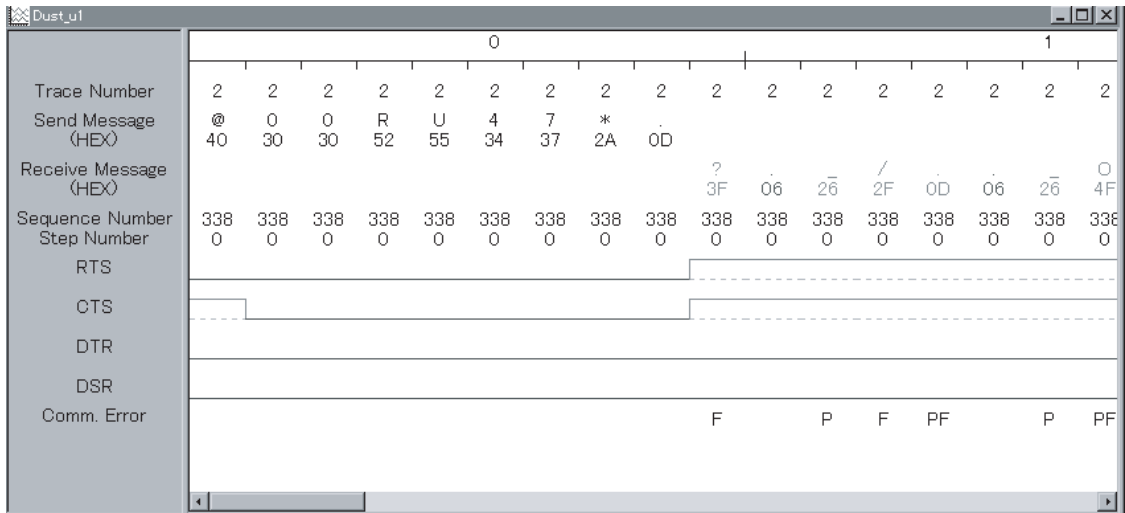 Dust_u1
0 1
Trace Number 2 2 2 2 2 2 2 2 2 2 2 2 2 2 2 2 2
Send Message @ 0 0 R U 4 7 * .
(HEX) 40 30 30 52 55 34 37 2A 0D
Receive Message ? . _ / . . _ O
(HEX) 3F 06 26 2F 0D 06 26 4F
Sequence Number 338 338 338 338 338 338 338 338 338 338 338 338 338 338 338 338 338
Step Number 0 0 0 0 0 0 0 0 0 0 0 0 0 0 0 0 0
RTS
CTS
DTR
DSR
Comm. Error F P F PF P PF